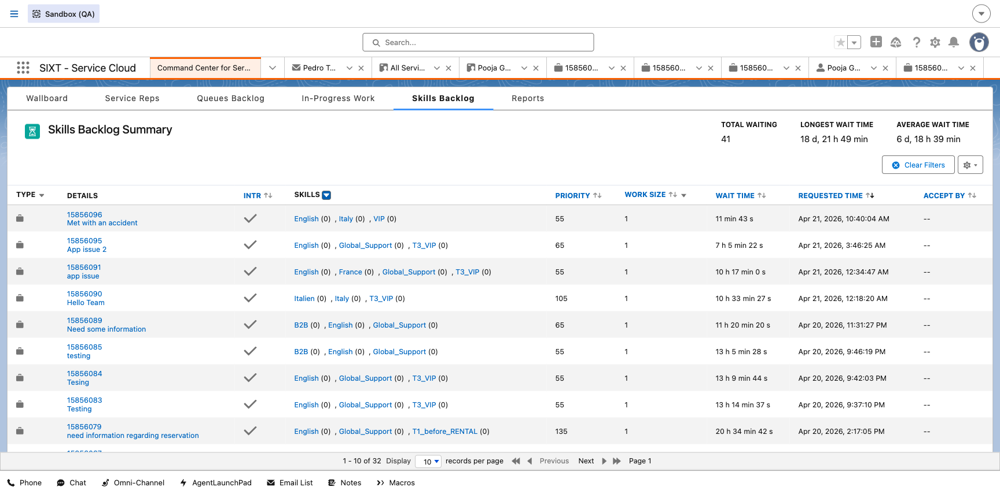 Sandbox (QA)
Search...
SIXT - Service Cloud
Command Center for Ser...
Pedro T...
All Servi...
Pooja G...
158560...
158560...
158560...
Pooja G...
158560...
Wallboard
Service Reps
Queues Backlog
In-Progress Work
Skills Backlog
Reports
Skills Backlog Summary
TOTAL WAITING
41
LONGEST WAIT TIME
18 d, 21 h 49 min
AVERAGE WAIT TIME
6 d, 18 h 39 min
Clear Filters
TYPE DETAILS INTR SKILLS PRIORITY WORK SIZE WAIT TIME REQUESTED TIME ACCEPT BY
15856096
Met with an accident
English (0) , Italy (0) , VIP (0) 55 1 11 min 43 s Apr 21, 2026, 10:40:04 AM --
15856095
App issue 2
English (0) , Global_Support (0) , T3_VIP (0) 65 1 7 h 5 min 22 s Apr 21, 2026, 3:46:25 AM --
15856091
app issue
English (0) , France (0) , Global_Support (0) , T3_VIP (0) 55 1 10 h 17 min 0 s Apr 21, 2026, 12:34:47 AM --
15856090
Hello Team
Italien (0) , Italy (0) , T3_VIP (0) 105 1 10 h 33 min 27 s Apr 21, 2026, 12:18:20 AM --
15856089
Need some information
B2B (0) , English (0) , Global_Support (0) 65 1 11 h 20 min 20 s Apr 20, 2026, 11:31:27 PM --
15856085
testing
B2B (0) , English (0) , Global_Support (0) 55 1 13 h 5 min 28 s Apr 20, 2026, 9:46:19 PM --
15856084
Tesing
English (0) , Global_Support (0) , T3_VIP (0) 55 1 13 h 9 min 44 s Apr 20, 2026, 9:42:03 PM --
15856083
Testing
English (0) , Global_Support (0) , T3_VIP (0) 55 1 13 h 14 min 37 s Apr 20, 2026, 9:37:10 PM --
15856079
need information regarding reservation
English (0) , Global_Support (0) , T1_before_RENTAL (0) 135 1 20 h 34 min 42 s Apr 20, 2026, 2:17:05 PM --
1 - 10 of 32 Display 10 records per page Previous Next Page 1
Phone
Chat
Omni-Channel
AgentLaunchPad
Email List
Notes
Macros